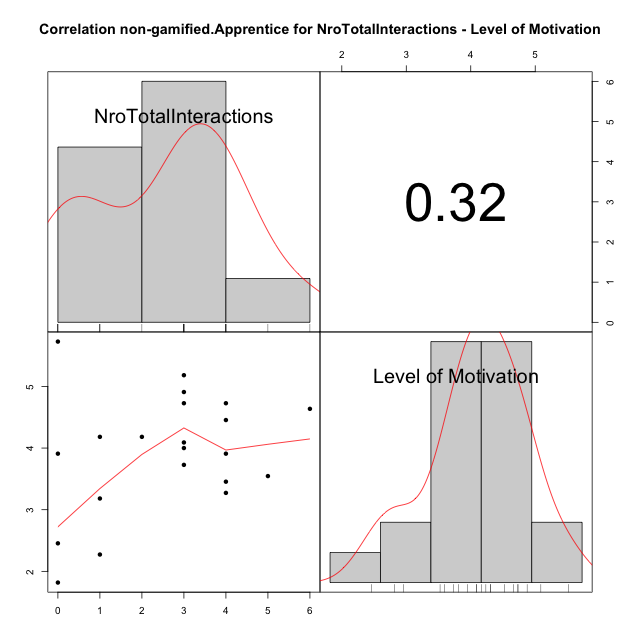 Correlation non-gamified.Apprentice for NroTotalInteractions - Level of Motivation
2 3 4 5
NroTotalInteractions
0.32
0 1 2 3 4 5 6
Level of Motivation
2 3 4 5
0 1 2 3 4 5 6